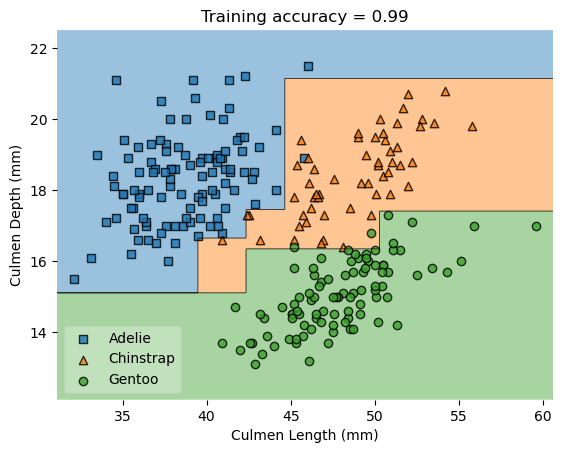 Training accuracy = 0.99
Culmen Depth (mm)
22
20
18
16
14
Adelie
Chinstrap
Gentoo
35 40 45 50 55 60
Culmen Length (mm)